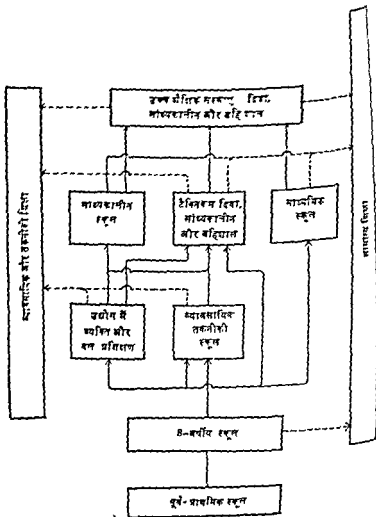 उच्च शैक्षिक संस्थाएं दिवा,
सांध्यकालीन और बहिःशाल
व्यावसायिक और तकनीकी शिक्षा
सांध्यकालीन
स्कूल
टैक्निकम दिवा,
सांध्यकालीन
और बहिःशाल
माध्यमिक
स्कूल
सामान्य शिक्षा
उद्योग में
व्यक्ति और
दल प्रशिक्षण
व्यावसायिक
तकनीकी
स्कूल
8-वर्षीय स्कूल
पूर्व-प्राथमिक स्कूल